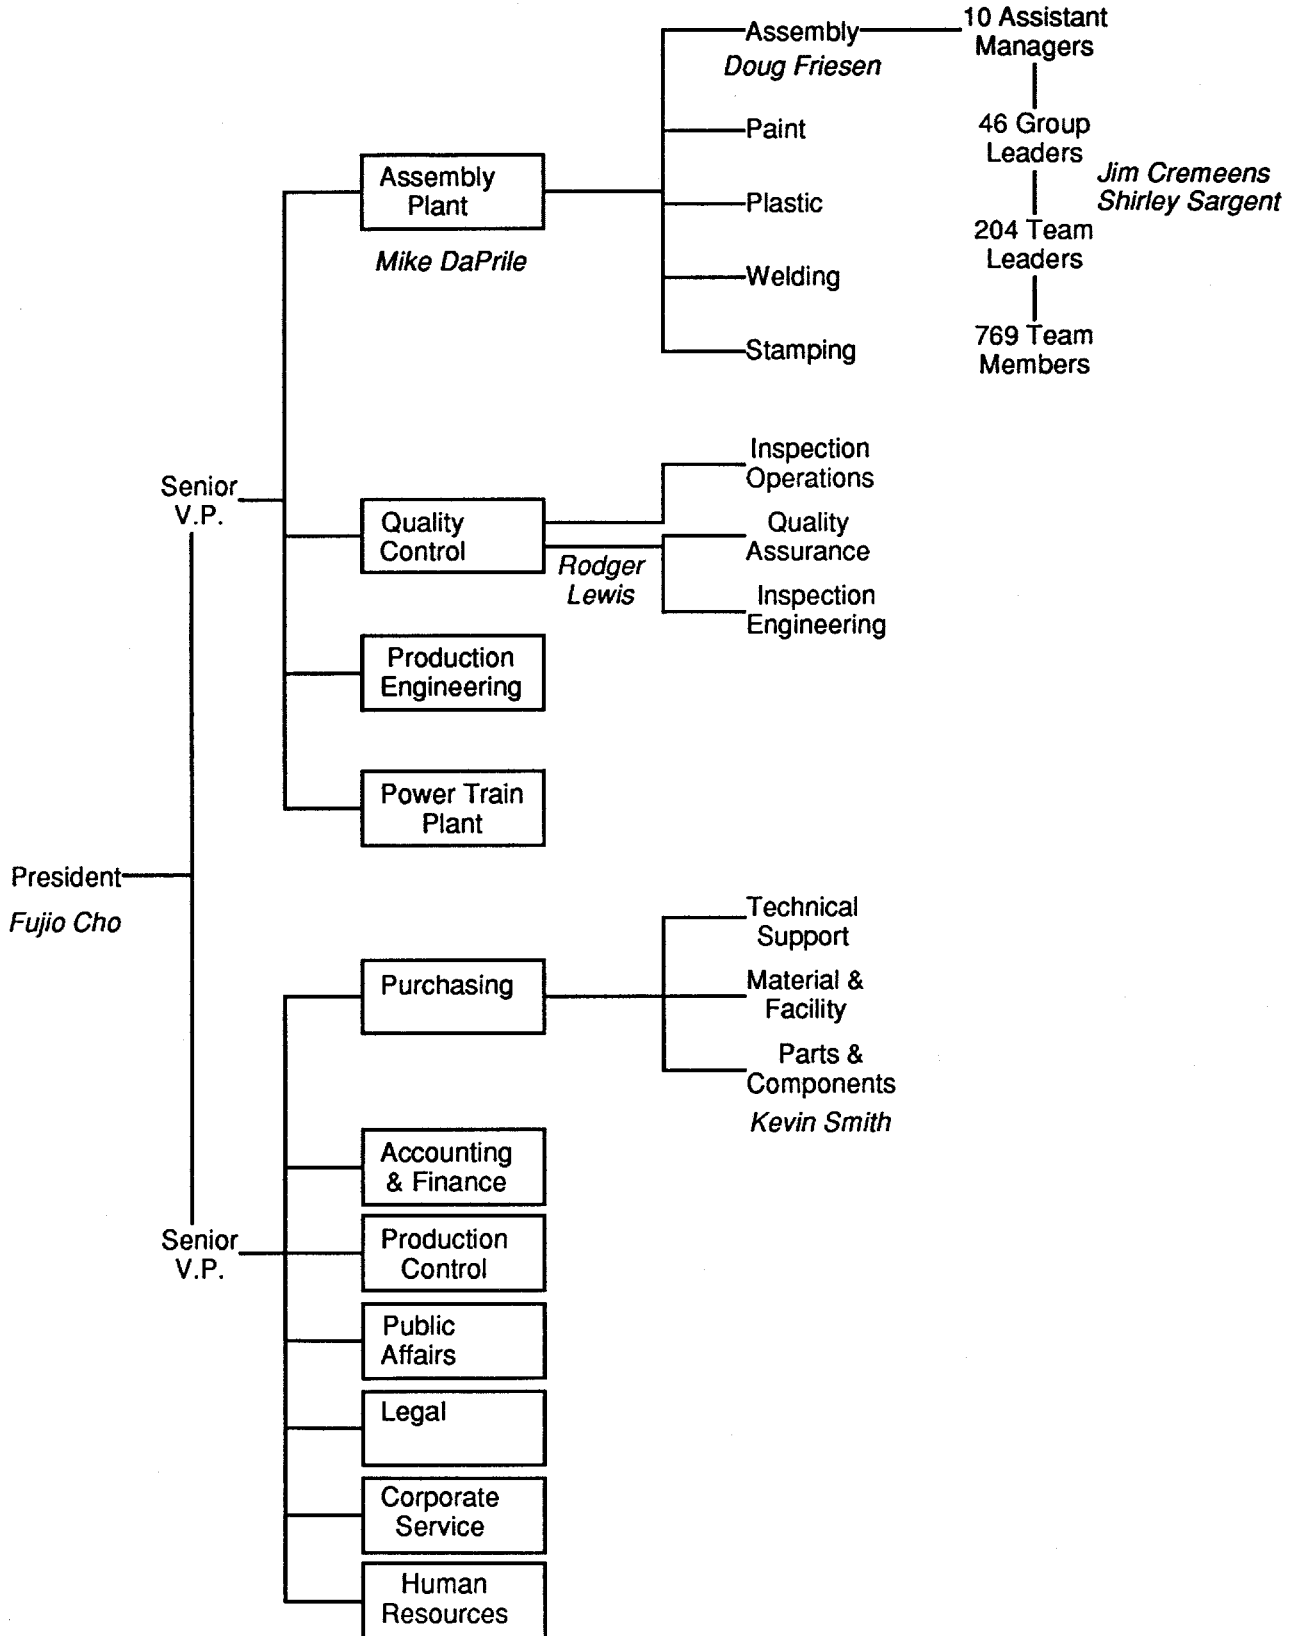 Assembly
Doug Friesen
10 Assistant
Managers
Paint
46 Group
Leaders
Jim Cremeens
Shirley Sargent
Assembly
Plant
Mike DaPrile
Plastic
204 Team
Leaders
Welding
769 Team
Members
Stamping
Senior
V.P.
Quality
Control
Rodger
Lewis
Inspection
Operations
Quality
Assurance
Inspection
Engineering
Production
Engineering
Power Train
Plant
President
Fujio Cho
Purchasing
Technical
Support
Material &
Facility
Parts &
Components
Kevin Smith
Senior
V.P.
Accounting
& Finance
Production
Control
Public
Affairs
Legal
Corporate
Service
Human
Resources